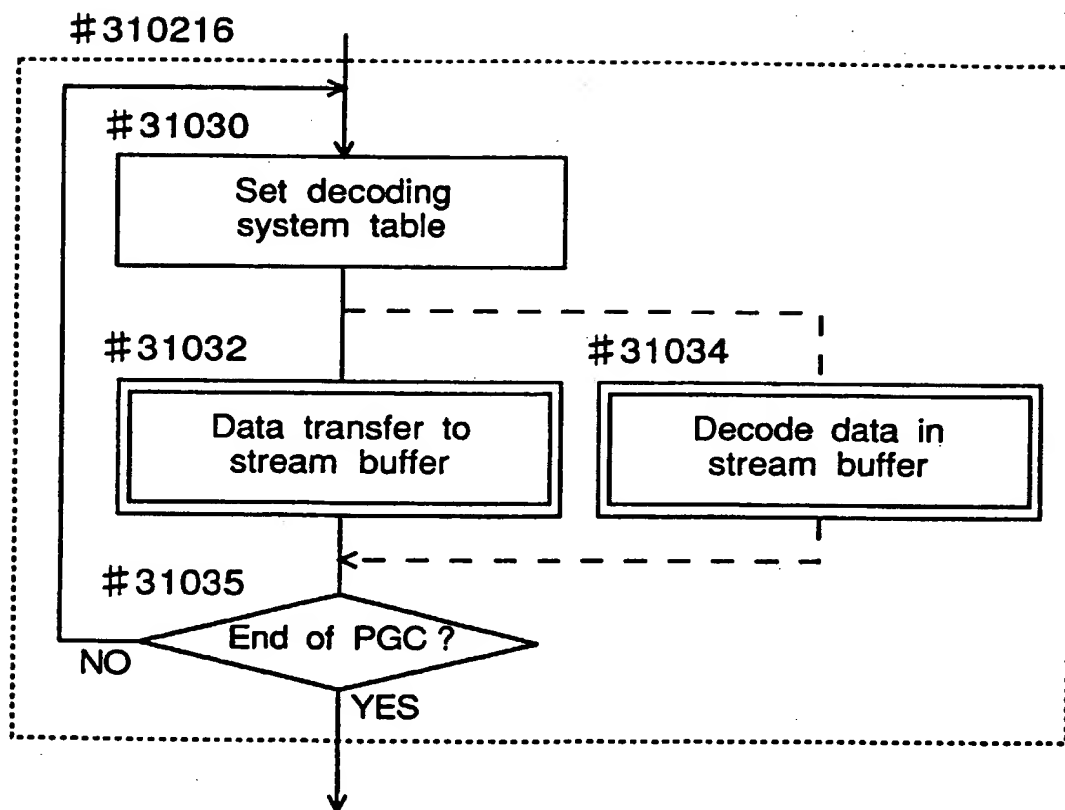 #310216
#31030
Set decoding
system table
#31032
#31034
Data transfer to
stream buffer
Decode data in
stream buffer
#31035
End of PGC?
NO
YES